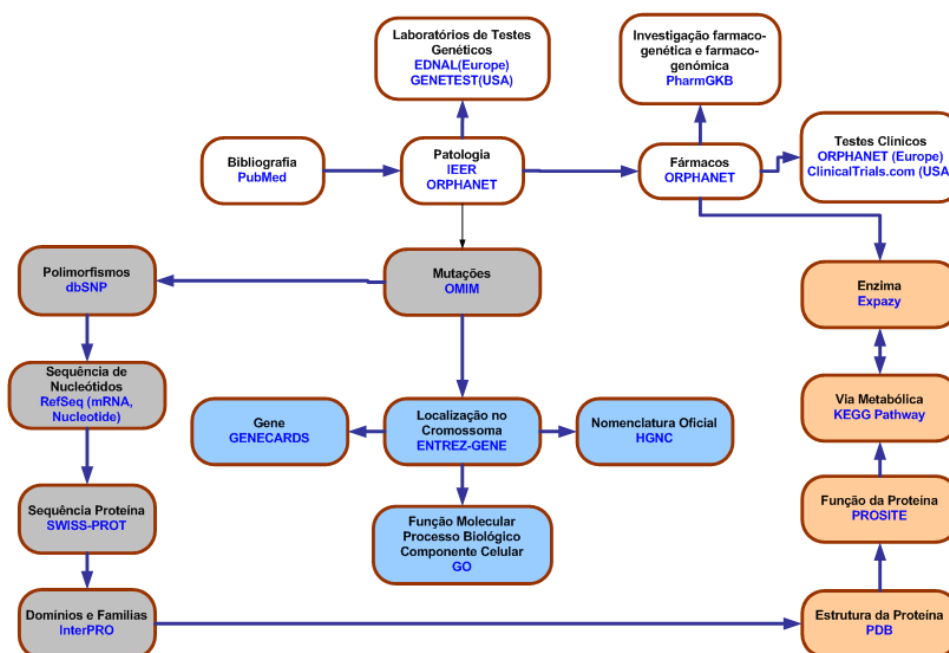 Laboratórios de Testes
Genéticos
EDNAL(Europe)
GENETEST(USA)
Investigação farmaco-
genética e farmaco-
genómica
PharmGKB
Bibliografia
PubMed
Patologia
IEER
ORPHANET
Fármacos
ORPHANET
Testes Clínicos
ORPHANET (Europe)
ClinicalTrials.com (USA
Polimorfismos
dbSNP
Mutações
OMIM
Enzima
Expazy
Sequência de
Nucleótidos
RefSeq (mRNA,
Nucleotide)
Gene
GENECARDS
Localização no
Cromossoma
ENTREZ-GENE
Nomenclatura Oficial
HGNC
Via Metabólica
KEGG Pathway
Sequência Proteína
SWISS-PROT
Função Molecular
Processo Biológico
Componente Celular
GO
Função da Proteína
PROSITE
Domínios e Familias
InterPRO
Estrutura da Proteína
PDB